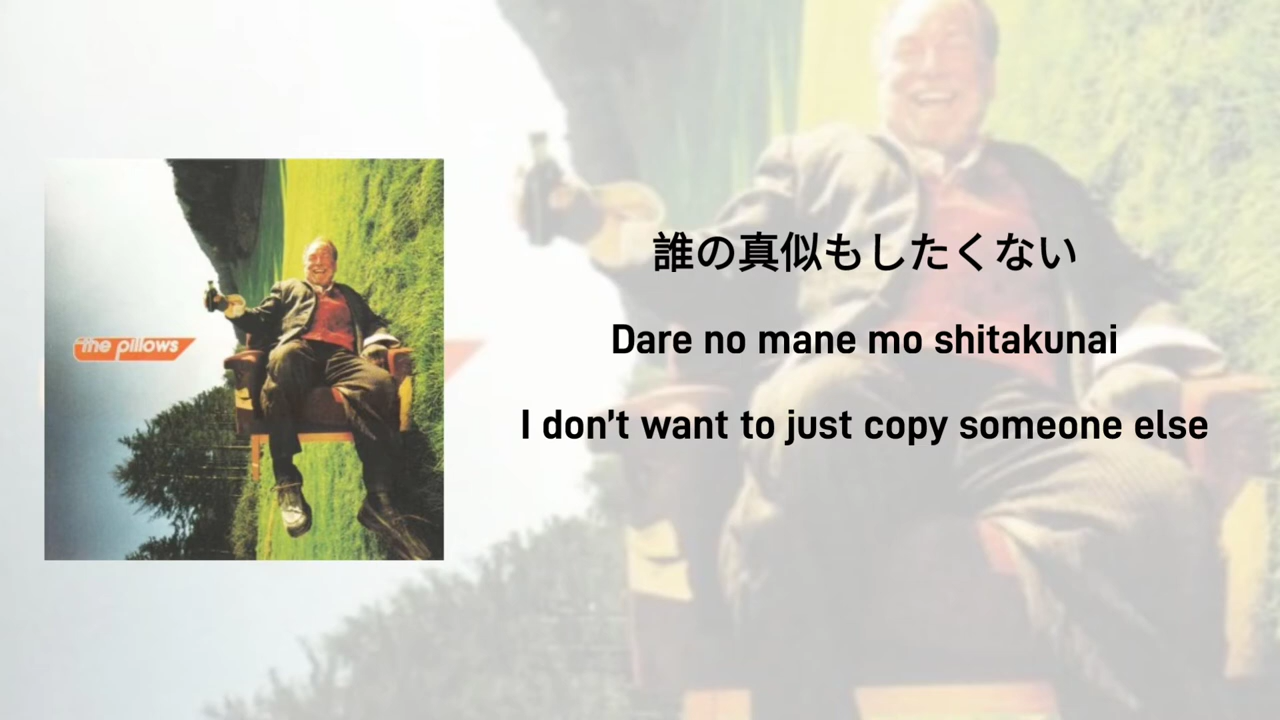 the pillows
誰の真似もしたくない
Dare no mane mo shitakunai
I don't want to just copy someone else